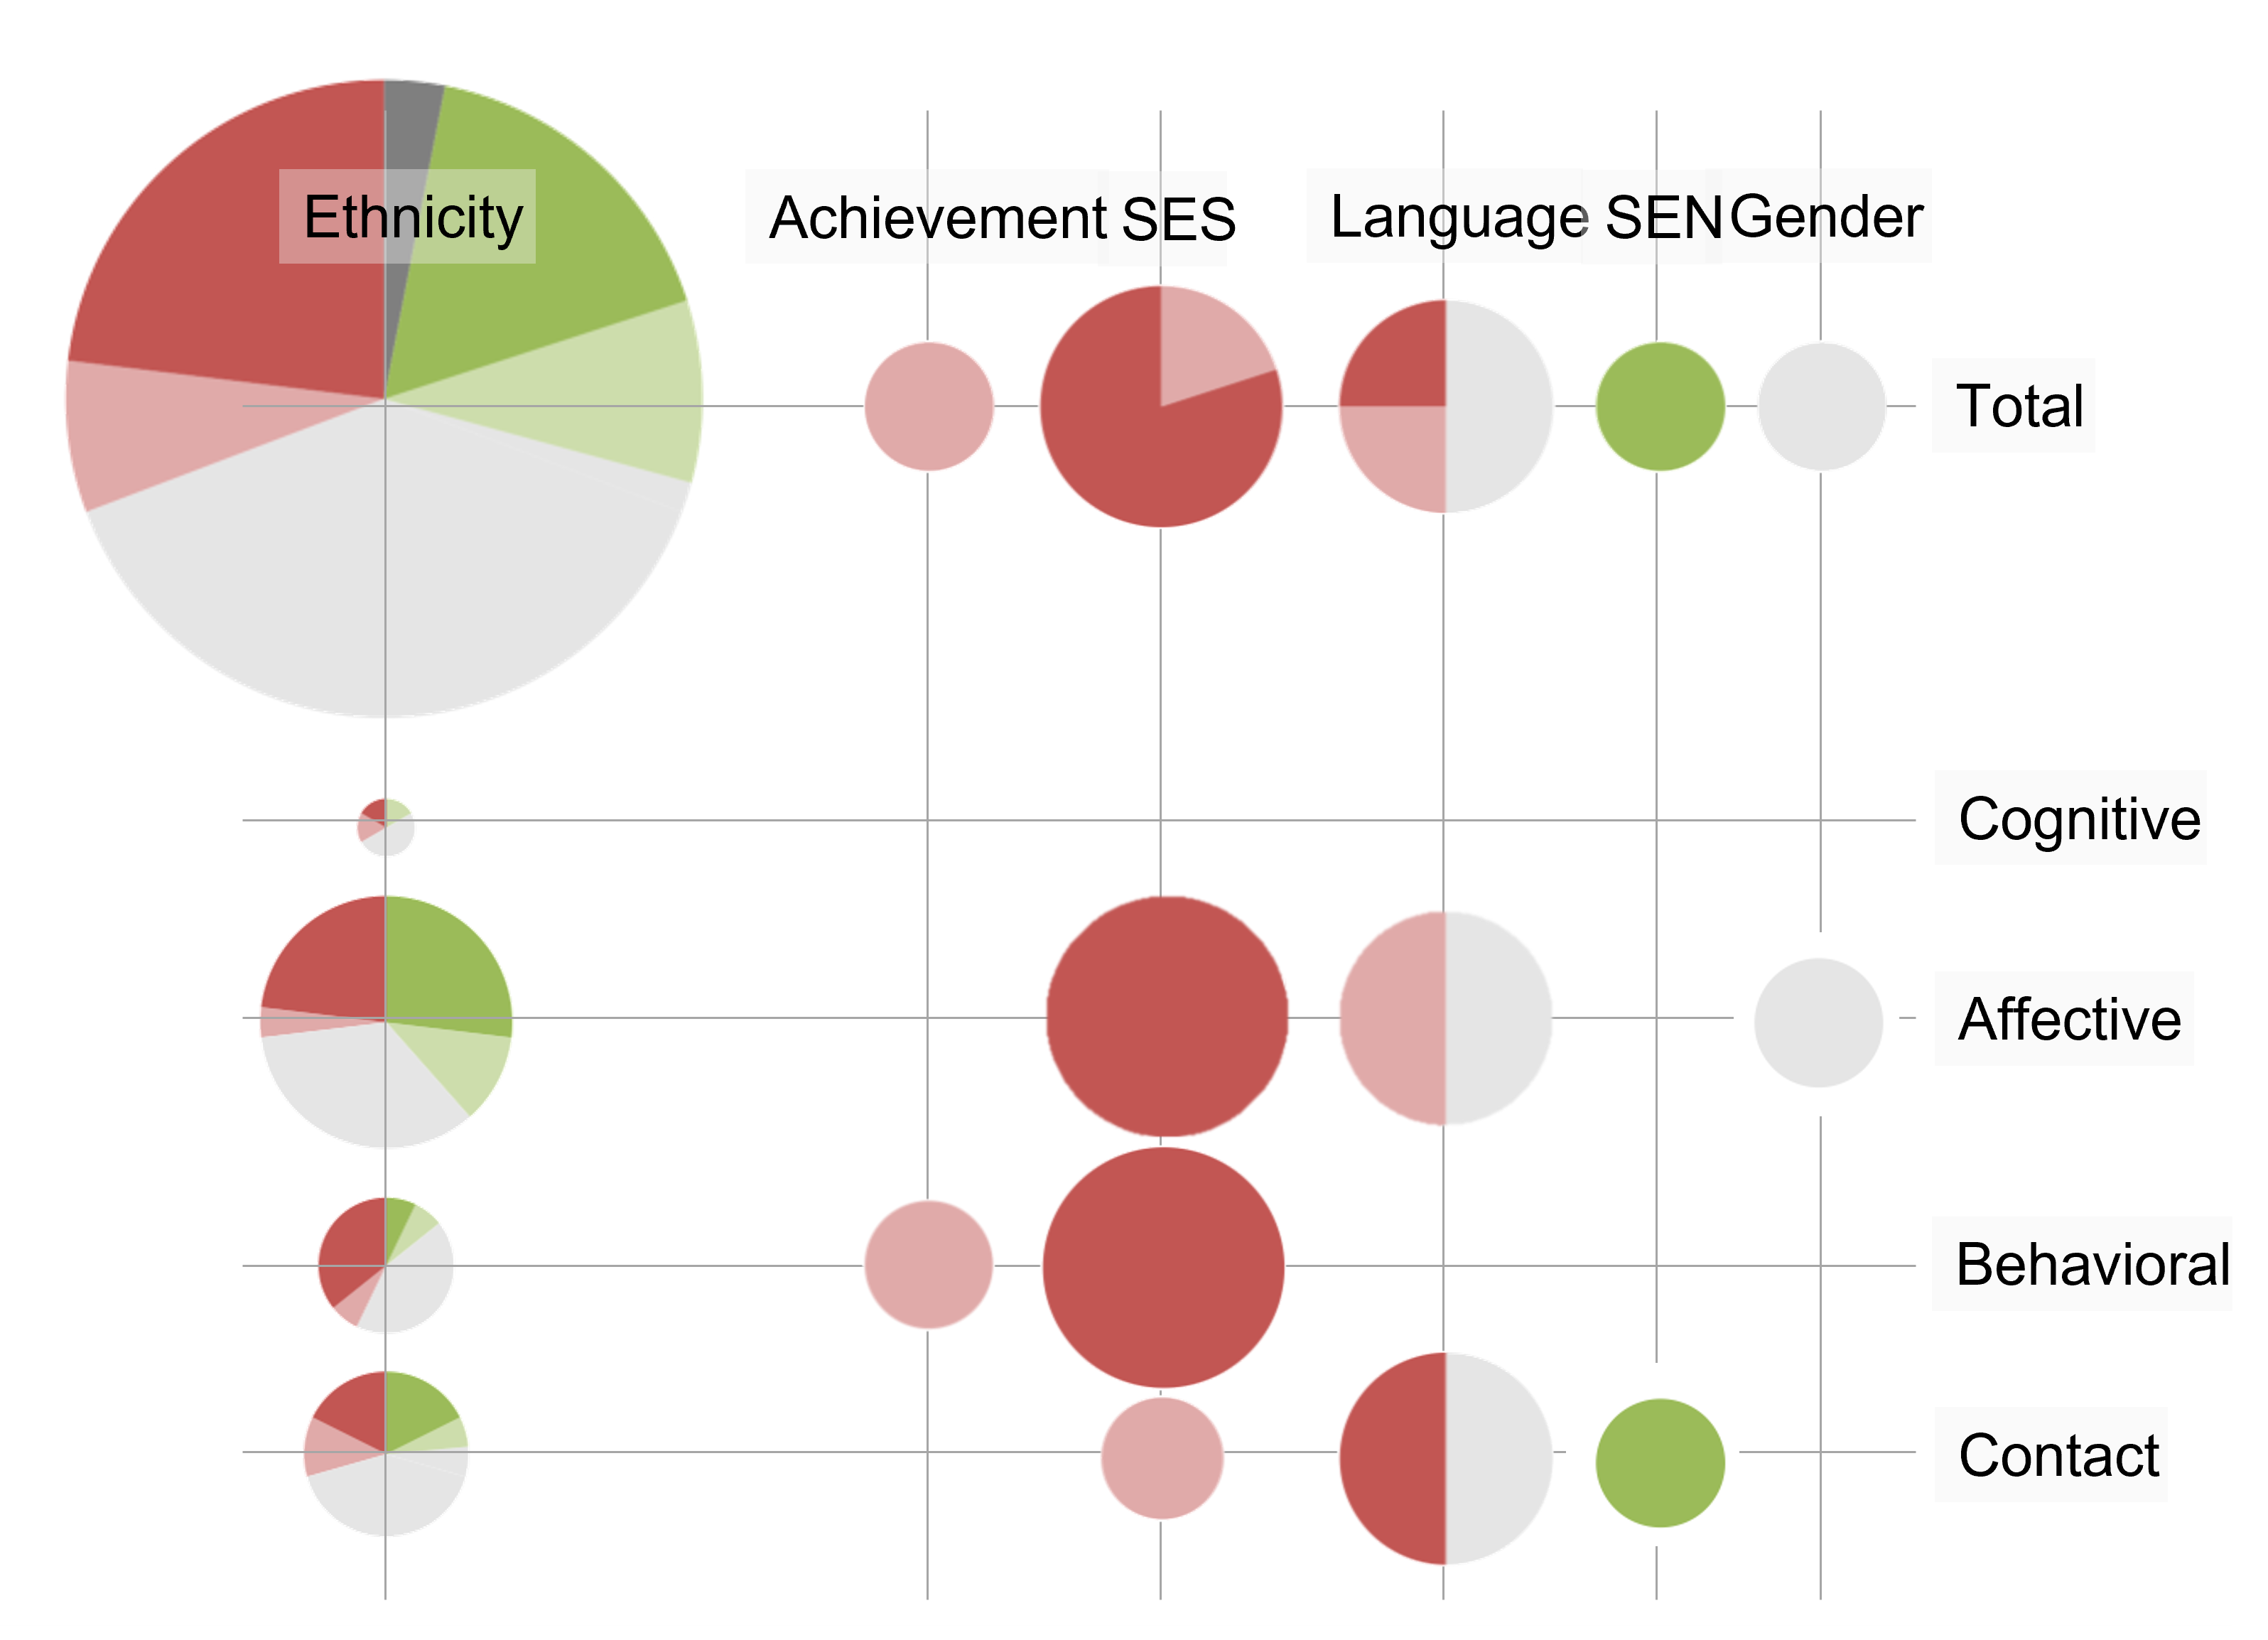 Ethnicity
Achievement
SES
Language
SEN
Gender
Total
Cognitive
Affective
Behavioral
Contact